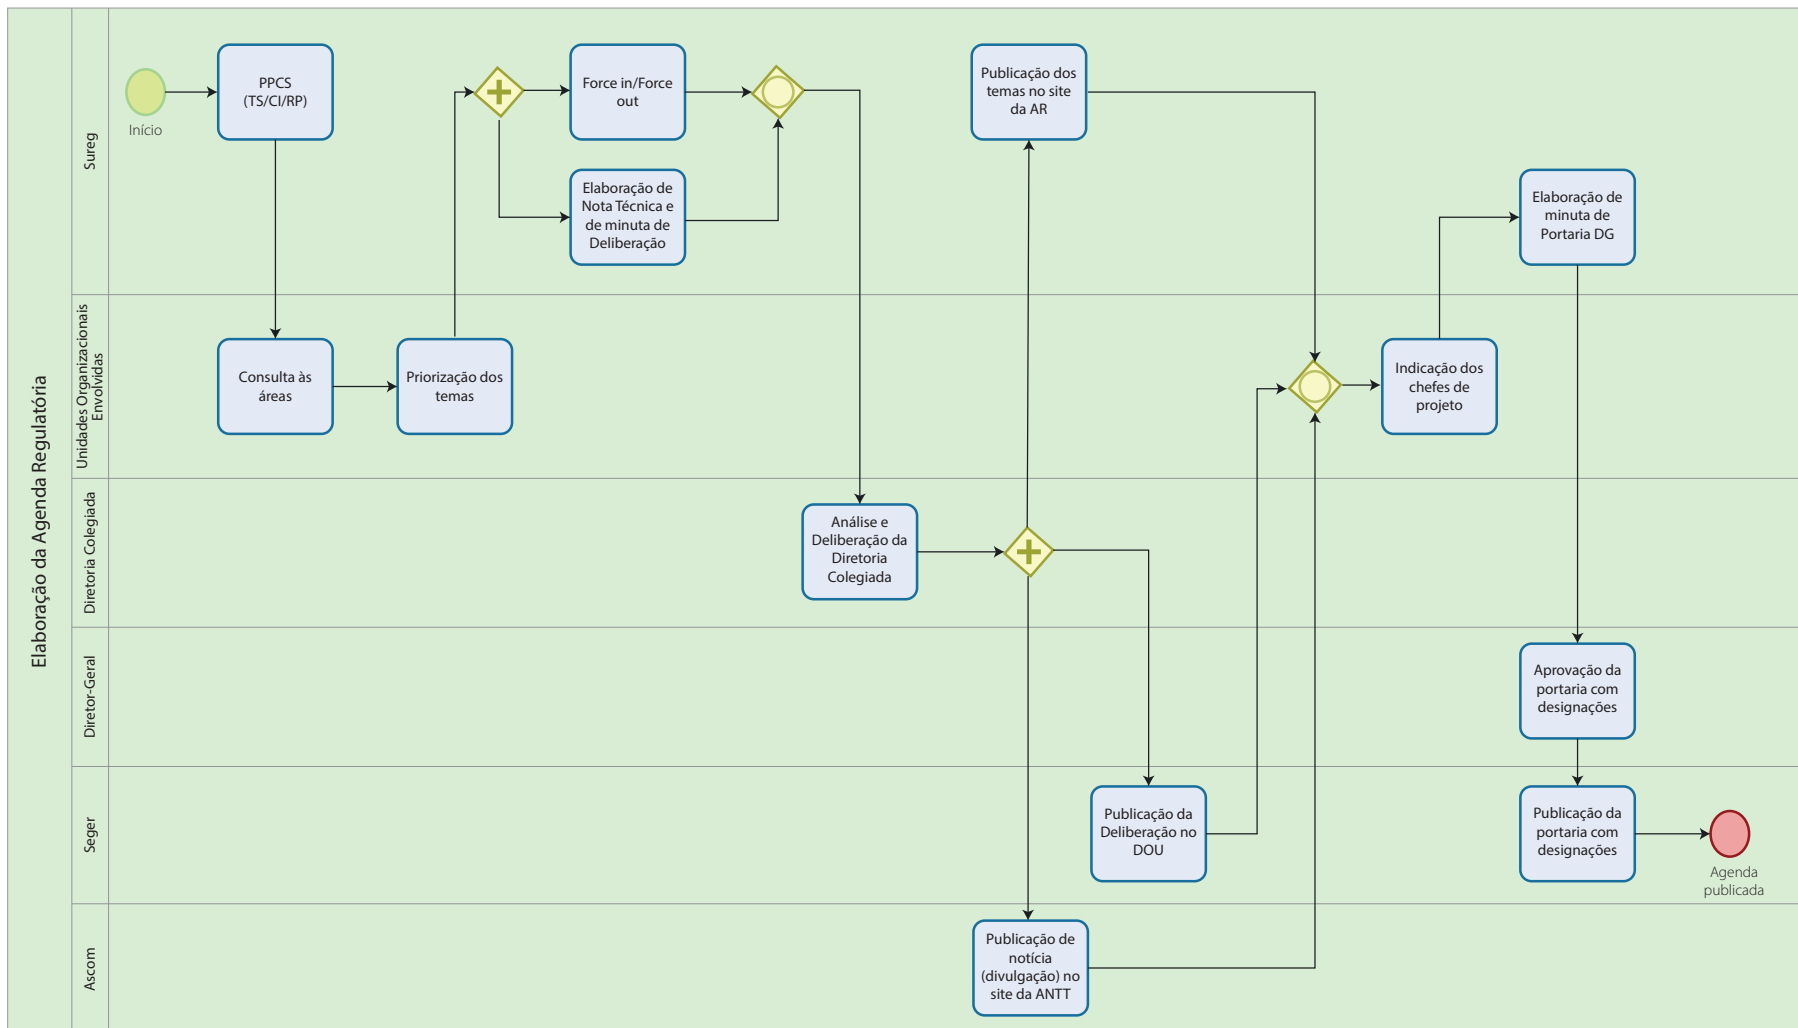 Elaboração da Agenda Regulatória
Sureg
Início
PPCS
(TS/CI/RP)
Force in/Force
out
Elaboração de
Nota Técnica e
de minuta de
Deliberação
Publicação dos
temas no site
da AR
Elaboração de
minuta de
Portaria DG
Unidades Organizacionais
Envolvidas
Consulta às
áreas
Priorização dos
temas
Indicação dos
chefes de
projeto
Diretoria Colegiada
Análise e
Deliberação da
Diretoria
Colegiada
Diretor-Geral
Aprovação da
portaria com
designações
Seger
Publicação da
Deliberação no
DOU
Publicação da
portaria com
designações
Agenda
publicada
Ascom
Publicação de
notícia
(divulgação) no
site da ANTT